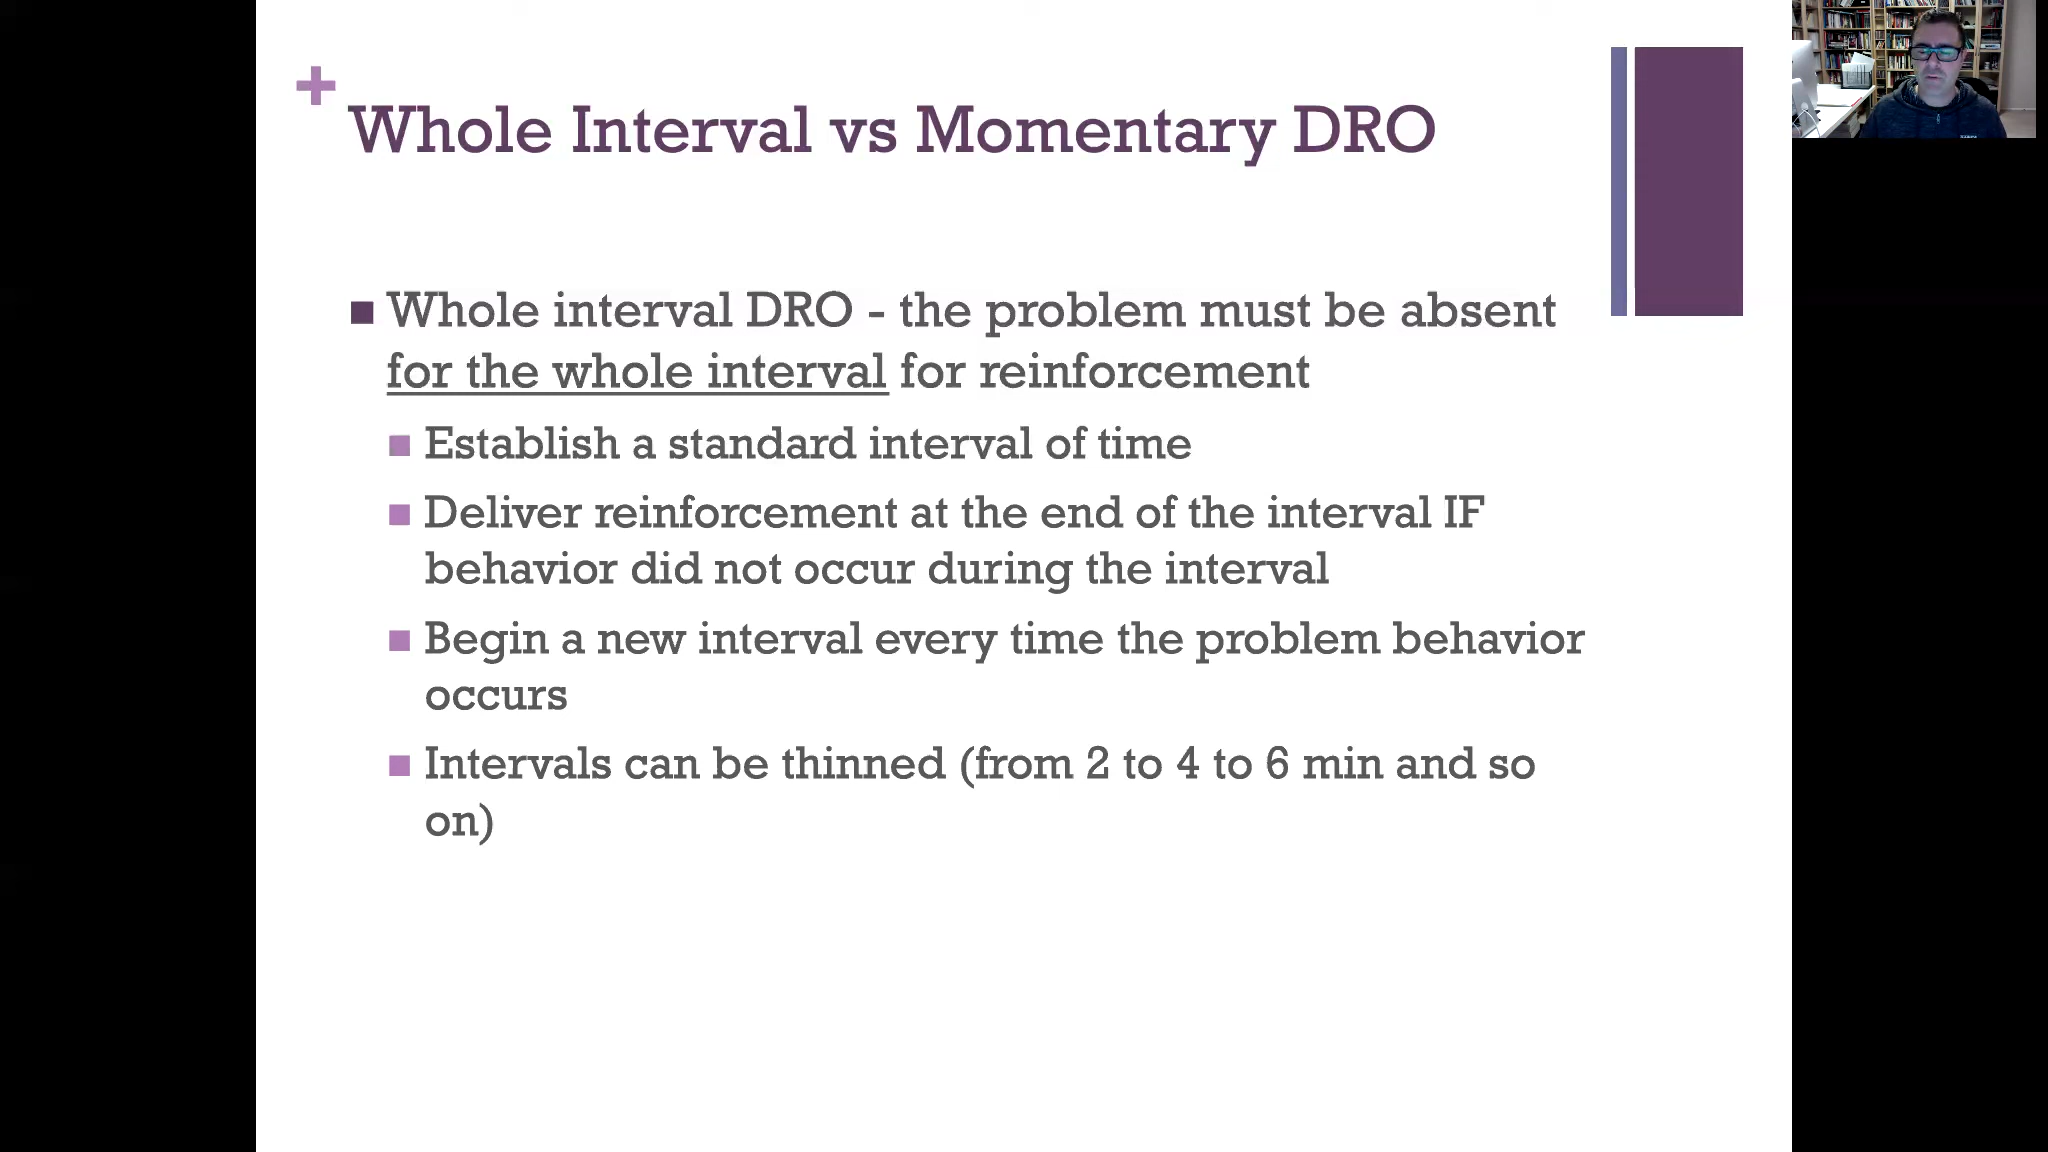 Whole Interval vs Momentary DRO
Whole interval DRO - the problem must be absent
for the whole interval for reinforcement
Establish a standard interval of time
Deliver reinforcement at the end of the interval IF
behavior did not occur during the interval
Begin a new interval every time the problem behavior
occurs
Intervals can be thinned (from 2 to 4 to 6 min and so
on)